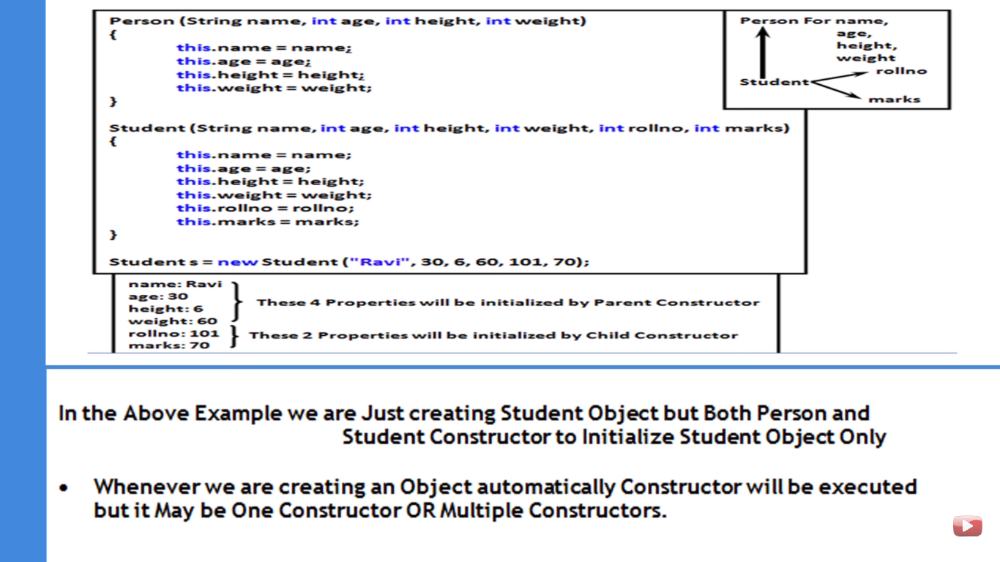 Person (String name, int age, int height, int weight)
{
this.name = name;
this.age = age;
this.height = height;
this.weight = weight;
}
Person For name,
age,
height,
weight
Student
rollno
marks
Student (String name, int age, int height, int weight, int rollno, int marks)
{
this.name = name;
this.age = age;
this.height = height;
this.weight = weight;
this.rollno = rollno;
this.marks = marks;
}
Student s = new Student ("Ravi", 30, 6, 60, 101, 70);
name: Ravi
age: 30
height: 6
weight: 60
These 4 Properties will be initialized by Parent Constructor
rollno: 101
marks: 70
These 2 Properties will be initialized by Child Constructor
In the Above Example we are Just creating Student Object but Both Person and
Student Constructor to Initialize Student Object Only
• Whenever we are creating an Object automatically Constructor will be executed
but it May be One Constructor OR Multiple Constructors.